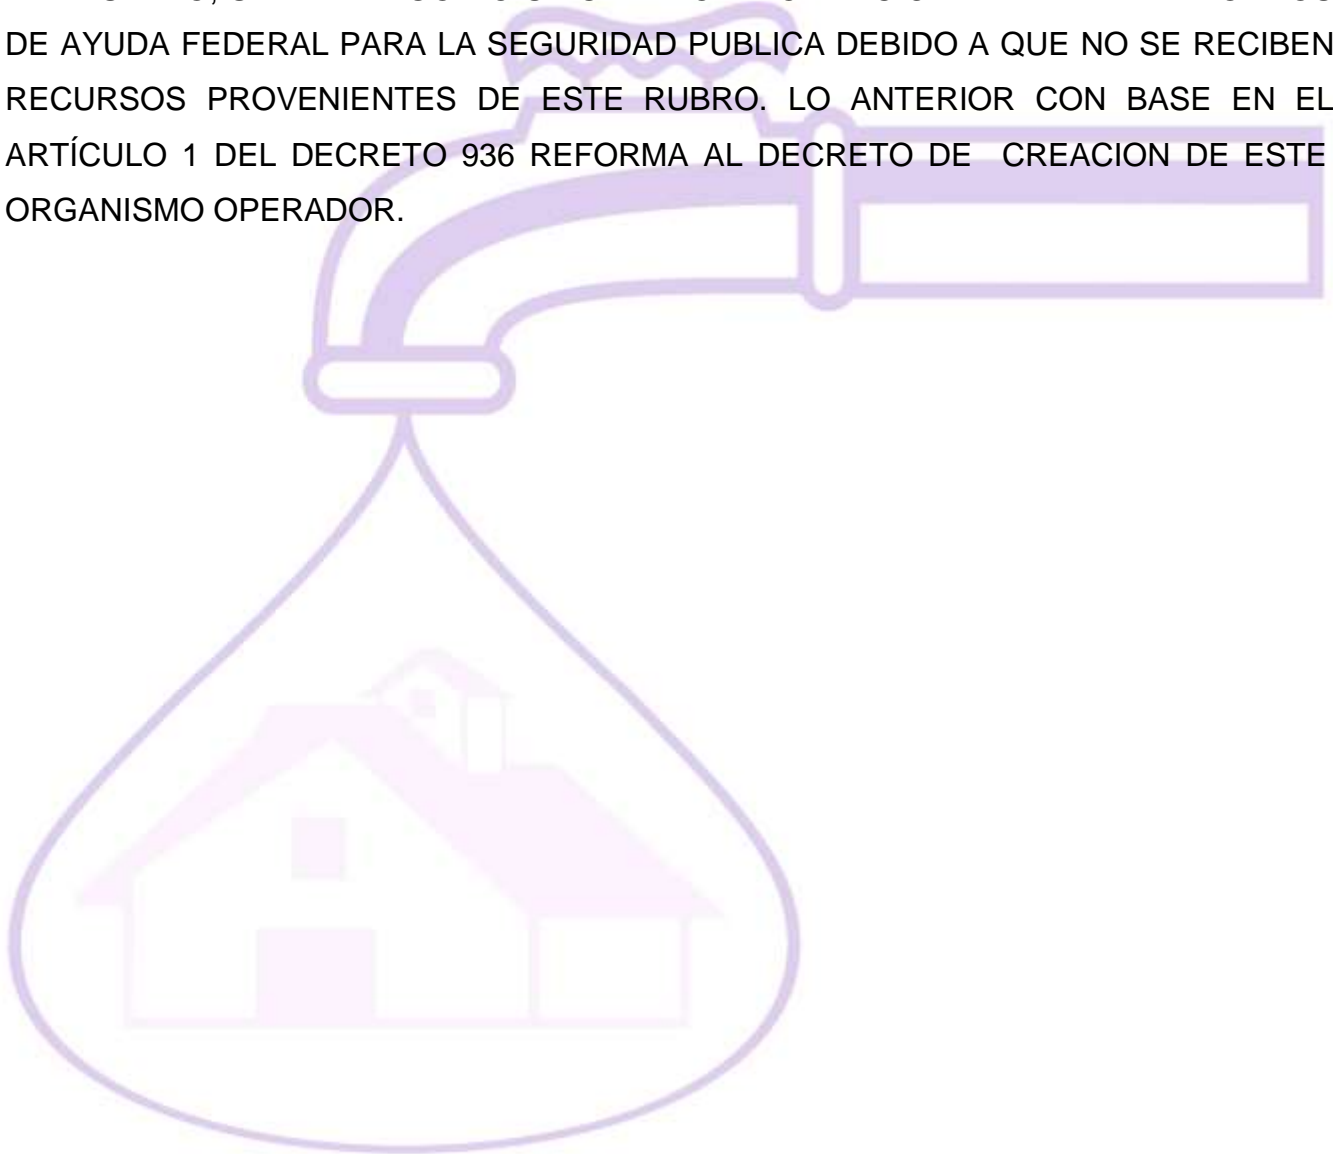 DE AYUDA FEDERAL PARA LA SEGURIDAD PUBLICA DEBIDO A QUE NO SE RECIBEN
RECURSOS PROVENIENTES DE ESTE RUBRO. LO ANTERIOR CON BASE EN EL
ARTÍCULO 1 DEL DECRETO 936 REFORMA AL DECRETO DE CREACION DE ESTE
ORGANISMO OPERADOR.